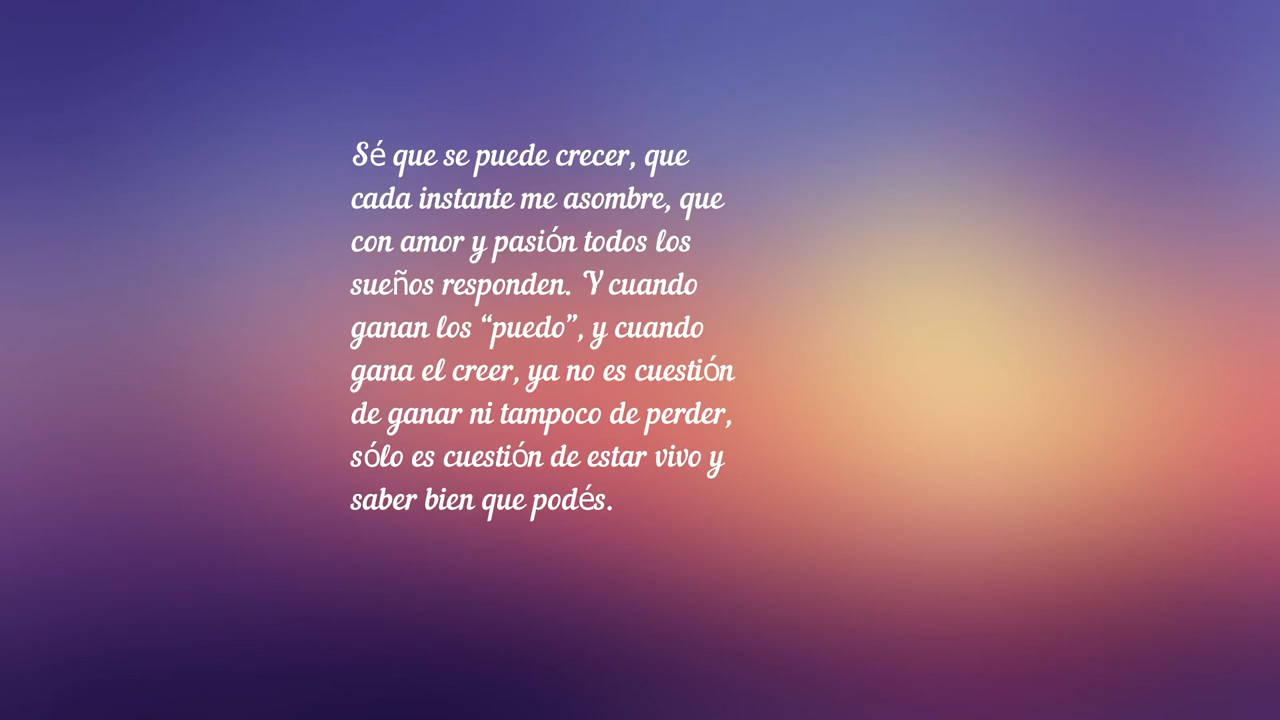 Sé que se puede crecer, que
cada instante me asombre, que
con amor y pasión todos los
sueños responden. Y cuando
ganan los “puedo”, y cuando
gana el creer, ya no es cuestión
de ganar ni tampoco de perder,
sólo es cuestión de estar vivo y
saber bien que podés.